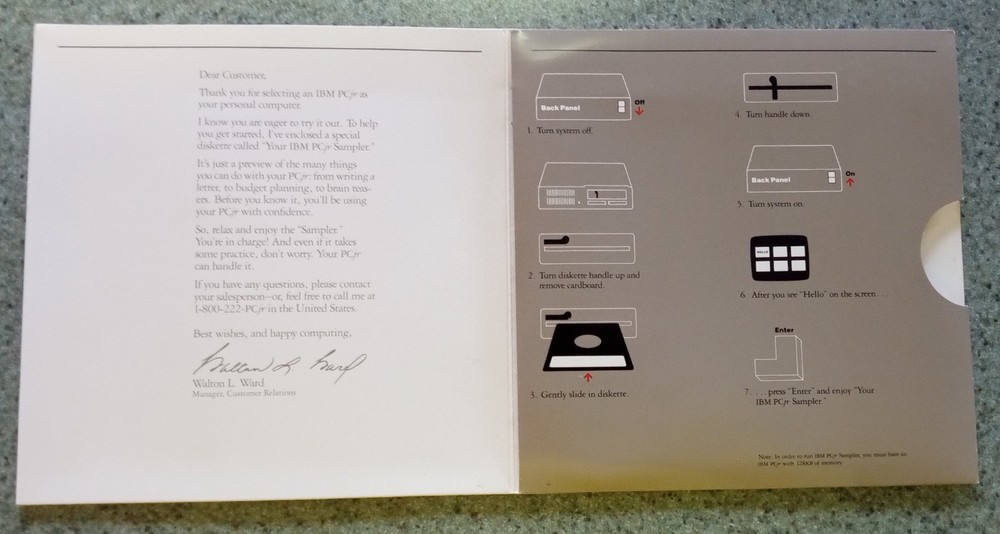 Dear Customer,
Thank you for selecting an IBM PCjr as
your personal computer.
I know you are eager to try it out. To help
you get started, I've enclosed a special
diskette called "Your IBM PCjr Sampler."
It's just a preview of the many things
you can do with your PCjr: from writing a
letter, to budget planning, to brain teas-
ers. Before you know it, you'll be using
your PCjr with confidence.
So, relax and enjoy the "Sampler."
You're in charge! And even if it takes
some practice, don't worry. Your PCjr
can handle it.
If you have any questions, please contact
your salesperson—or, feel free to call me at
1-800-222-PCjr in the United States.
Best wishes, and happy computing,
Walton L. Ward
Walton L. Ward
Manager, Customer Relations
Back Panel
Off
1. Turn system off.
2. Turn diskette handle up and
remove cardboard.
3. Gently slide in diskette.
4. Turn handle down.
Back Panel
On
5. Turn system on.
HELLO
6. After you see "Hello" on the screen . . .
Enter
7. . . . press "Enter" and enjoy "Your
IBM PCjr Sampler."
Note: In order to run IBM PCjr Sampler, you must have an
IBM PCjr with 128KB of memory.